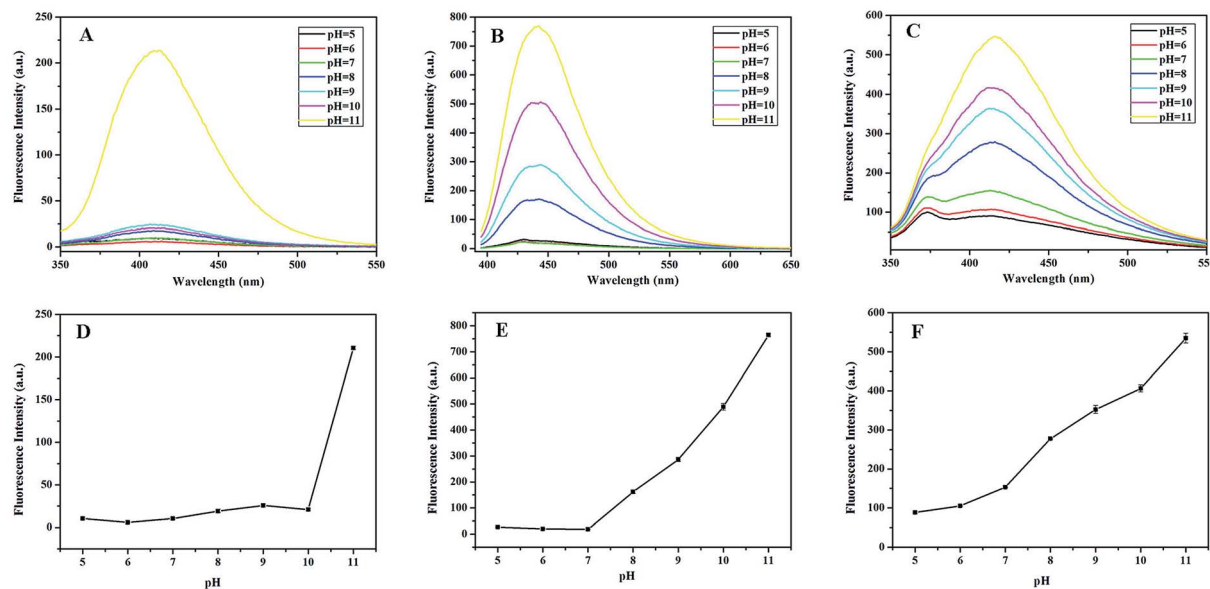 A
Fluorescence Intensity (a.u.)
250
200
150
100
50
25
0
350
400
450
500
550
Wavelength (nm)
pH=5
pH=6
pH=7
pH=8
pH=9
pH=10
pH=11
B
Fluorescence Intensity (a.u.)
800
700
600
500
400
300
200
100
0
400
450
500
550
600
650
Wavelength (nm)
pH=5
pH=6
pH=7
pH=8
pH=9
pH=10
pH=11
C
Fluorescence Intensity (a.u.)
600
500
400
300
200
100
350
400
450
500
55
Wavelength (nm)
pH=5
pH=6
pH=7
pH=8
pH=9
pH=10
pH=11
D
Fluorescence Intensity (a.u.)
250
200
150
100
50
25
0
5
6
7
8
9
10
11
pH
E
Fluorescence Intensity (a.u.)
800
700
600
500
400
300
200
100
0
5
6
7
8
9
10
11
pH
F
Fluorescence Intensity (a.u.)
600
500
400
300
200
100
0
5
6
7
8
9
10
11
pH